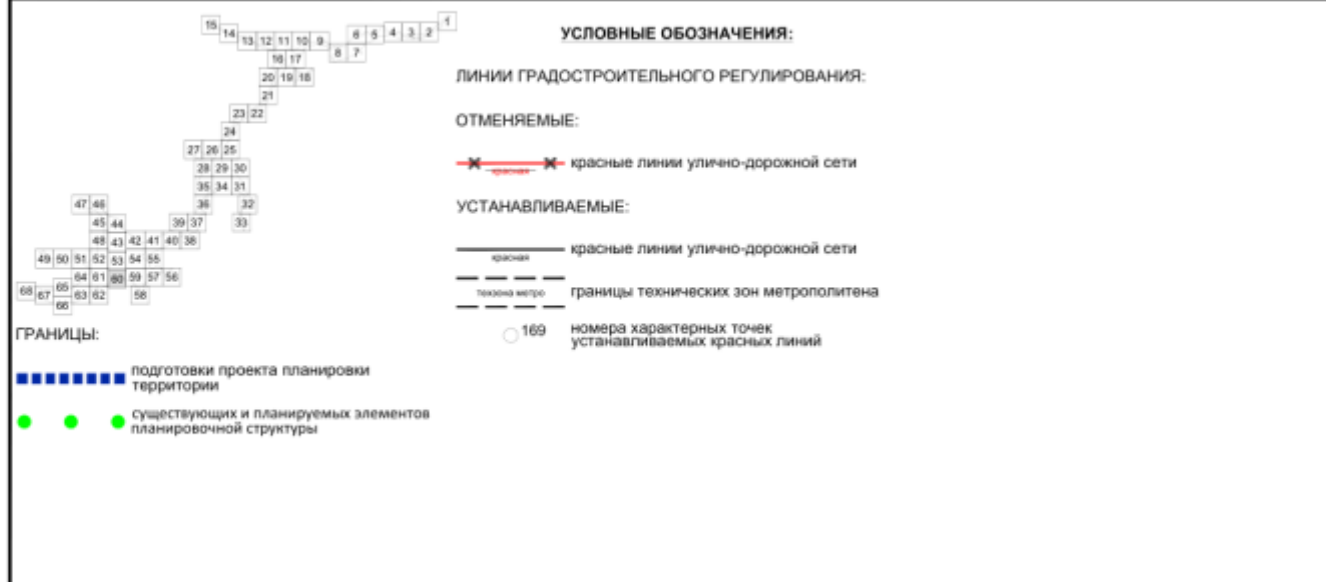 1
15
14 6 5 4 3 2
13 12 11 10 9
8 7
16 17
20 19 18
21
23 22
24
27 26 25
28 29 30
35 34 31
47 46 36 32
45 44 39 37 33
48 43 42 41 40 38
49 50 51 52 53 54 55
64 61 60 59 57 56
68 67 65 63 62 58
66
ГРАНИЦЫ:
подготовки проекта планировки
территории
существующих и планируемых элементов
планировочной структуры
УСЛОВНЫЕ ОБОЗНАЧЕНИЯ:
ЛИНИИ ГРАДОСТРОИТЕЛЬНОГО РЕГУЛИРОВАНИЯ:
ОТМЕНЯЕМЫЕ:
красная
красные линии улично-дорожной сети
УСТАНАВЛИВАЕМЫЕ:
красная
красные линии улично-дорожной сети
техзона метро
границы технических зон метрополитена
169
номера характерных точек
устанавливаемых красных линий